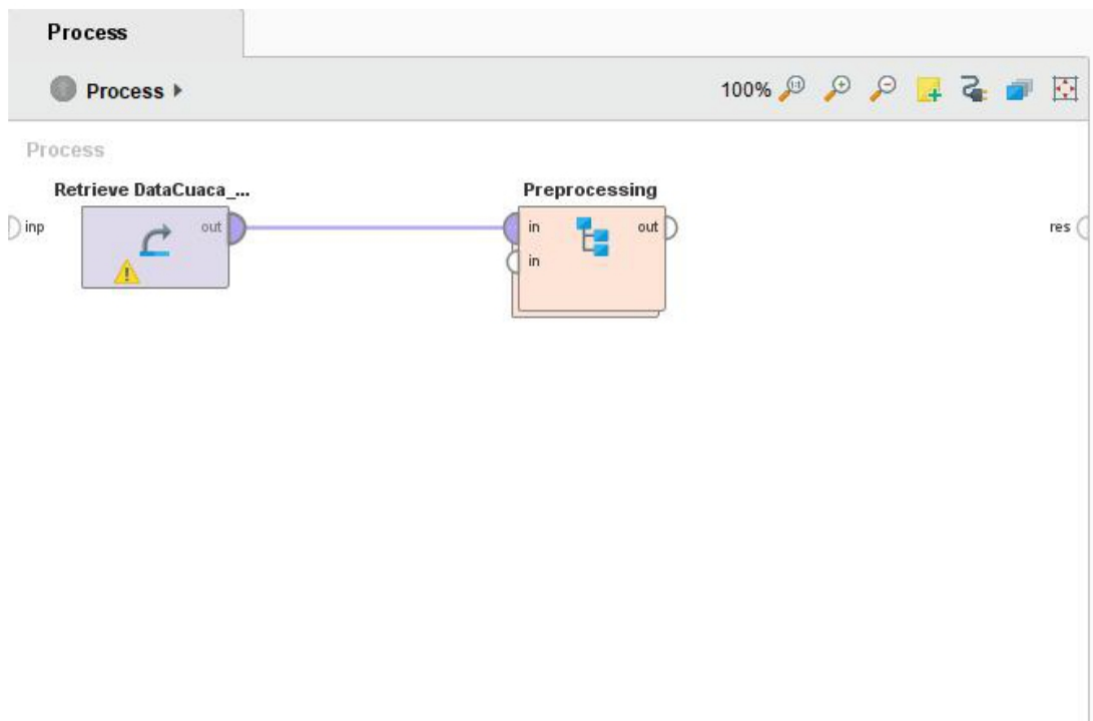 Process
Process
100%
Process
Retrieve DataCuaca_...
Preprocessing
inp
out
in
out
res
in